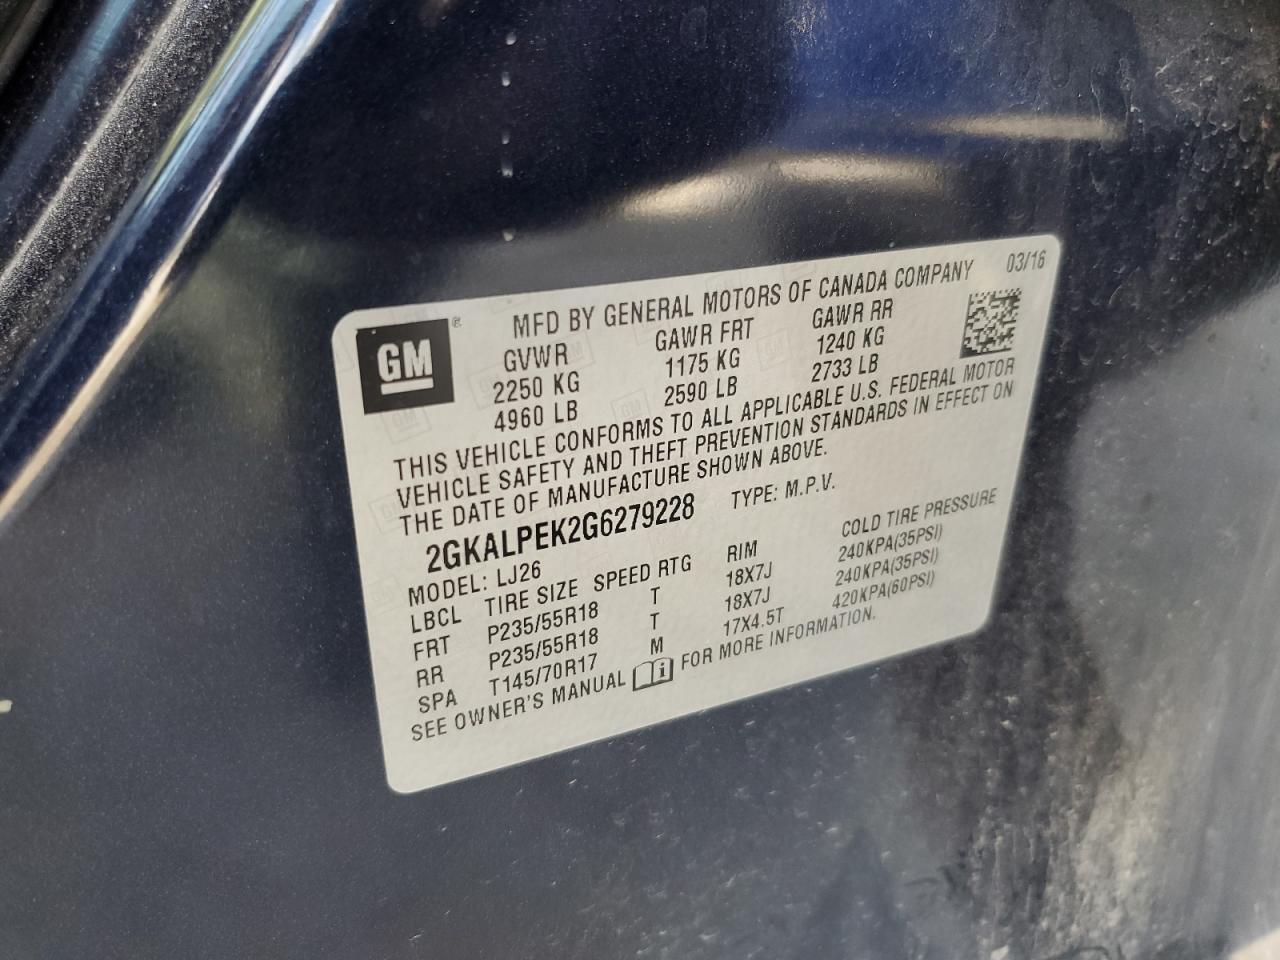 MFD BY GENERAL MOTORS OF CANADA COMPANY 03/16
GM ®
GVWR GAWR FRT GAWR RR
2250 KG 1175 KG 1240 KG
4960 LB 2590 LB 2733 LB
THIS VEHICLE CONFORMS TO ALL APPLICABLE U.S. FEDERAL MOTOR
VEHICLE SAFETY AND THEFT PREVENTION STANDARDS IN EFFECT ON
THE DATE OF MANUFACTURE SHOWN ABOVE.
2GKALPEK2G6279228 TYPE: M.P.V.
MODEL: LJ26
LBCL TIRE SIZE SPEED RTG RIM COLD TIRE PRESSURE
FRT P235/55R18 T 18X7J 240KPA(35PSI)
RR P235/55R18 T 18X7J 240KPA(35PSI)
SPA T145/70R17 M 17X4.5T 420KPA(60PSI)
SEE OWNER'S MANUAL i FOR MORE INFORMATION.